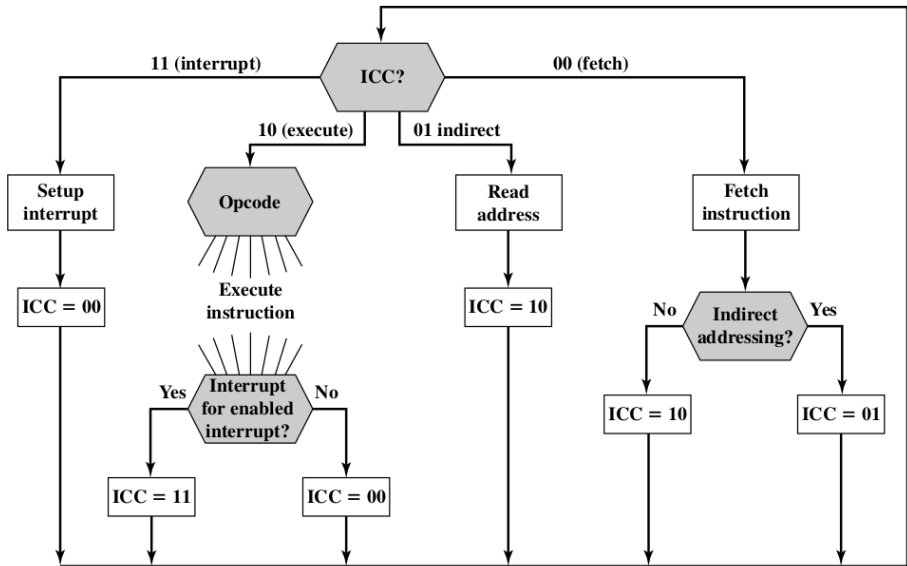 11 (interrupt)
ICC?
00 (fetch)
10 (execute)
01 indirect
Setup
interrupt
Opcode
Read
address
Fetch
instruction
ICC = 00
Execute
instruction
ICC = 10
No
Indirect
addressing?
Yes
Yes
Interrupt
for enabled
interrupt?
No
ICC = 10
ICC = 01
ICC = 11
ICC = 00